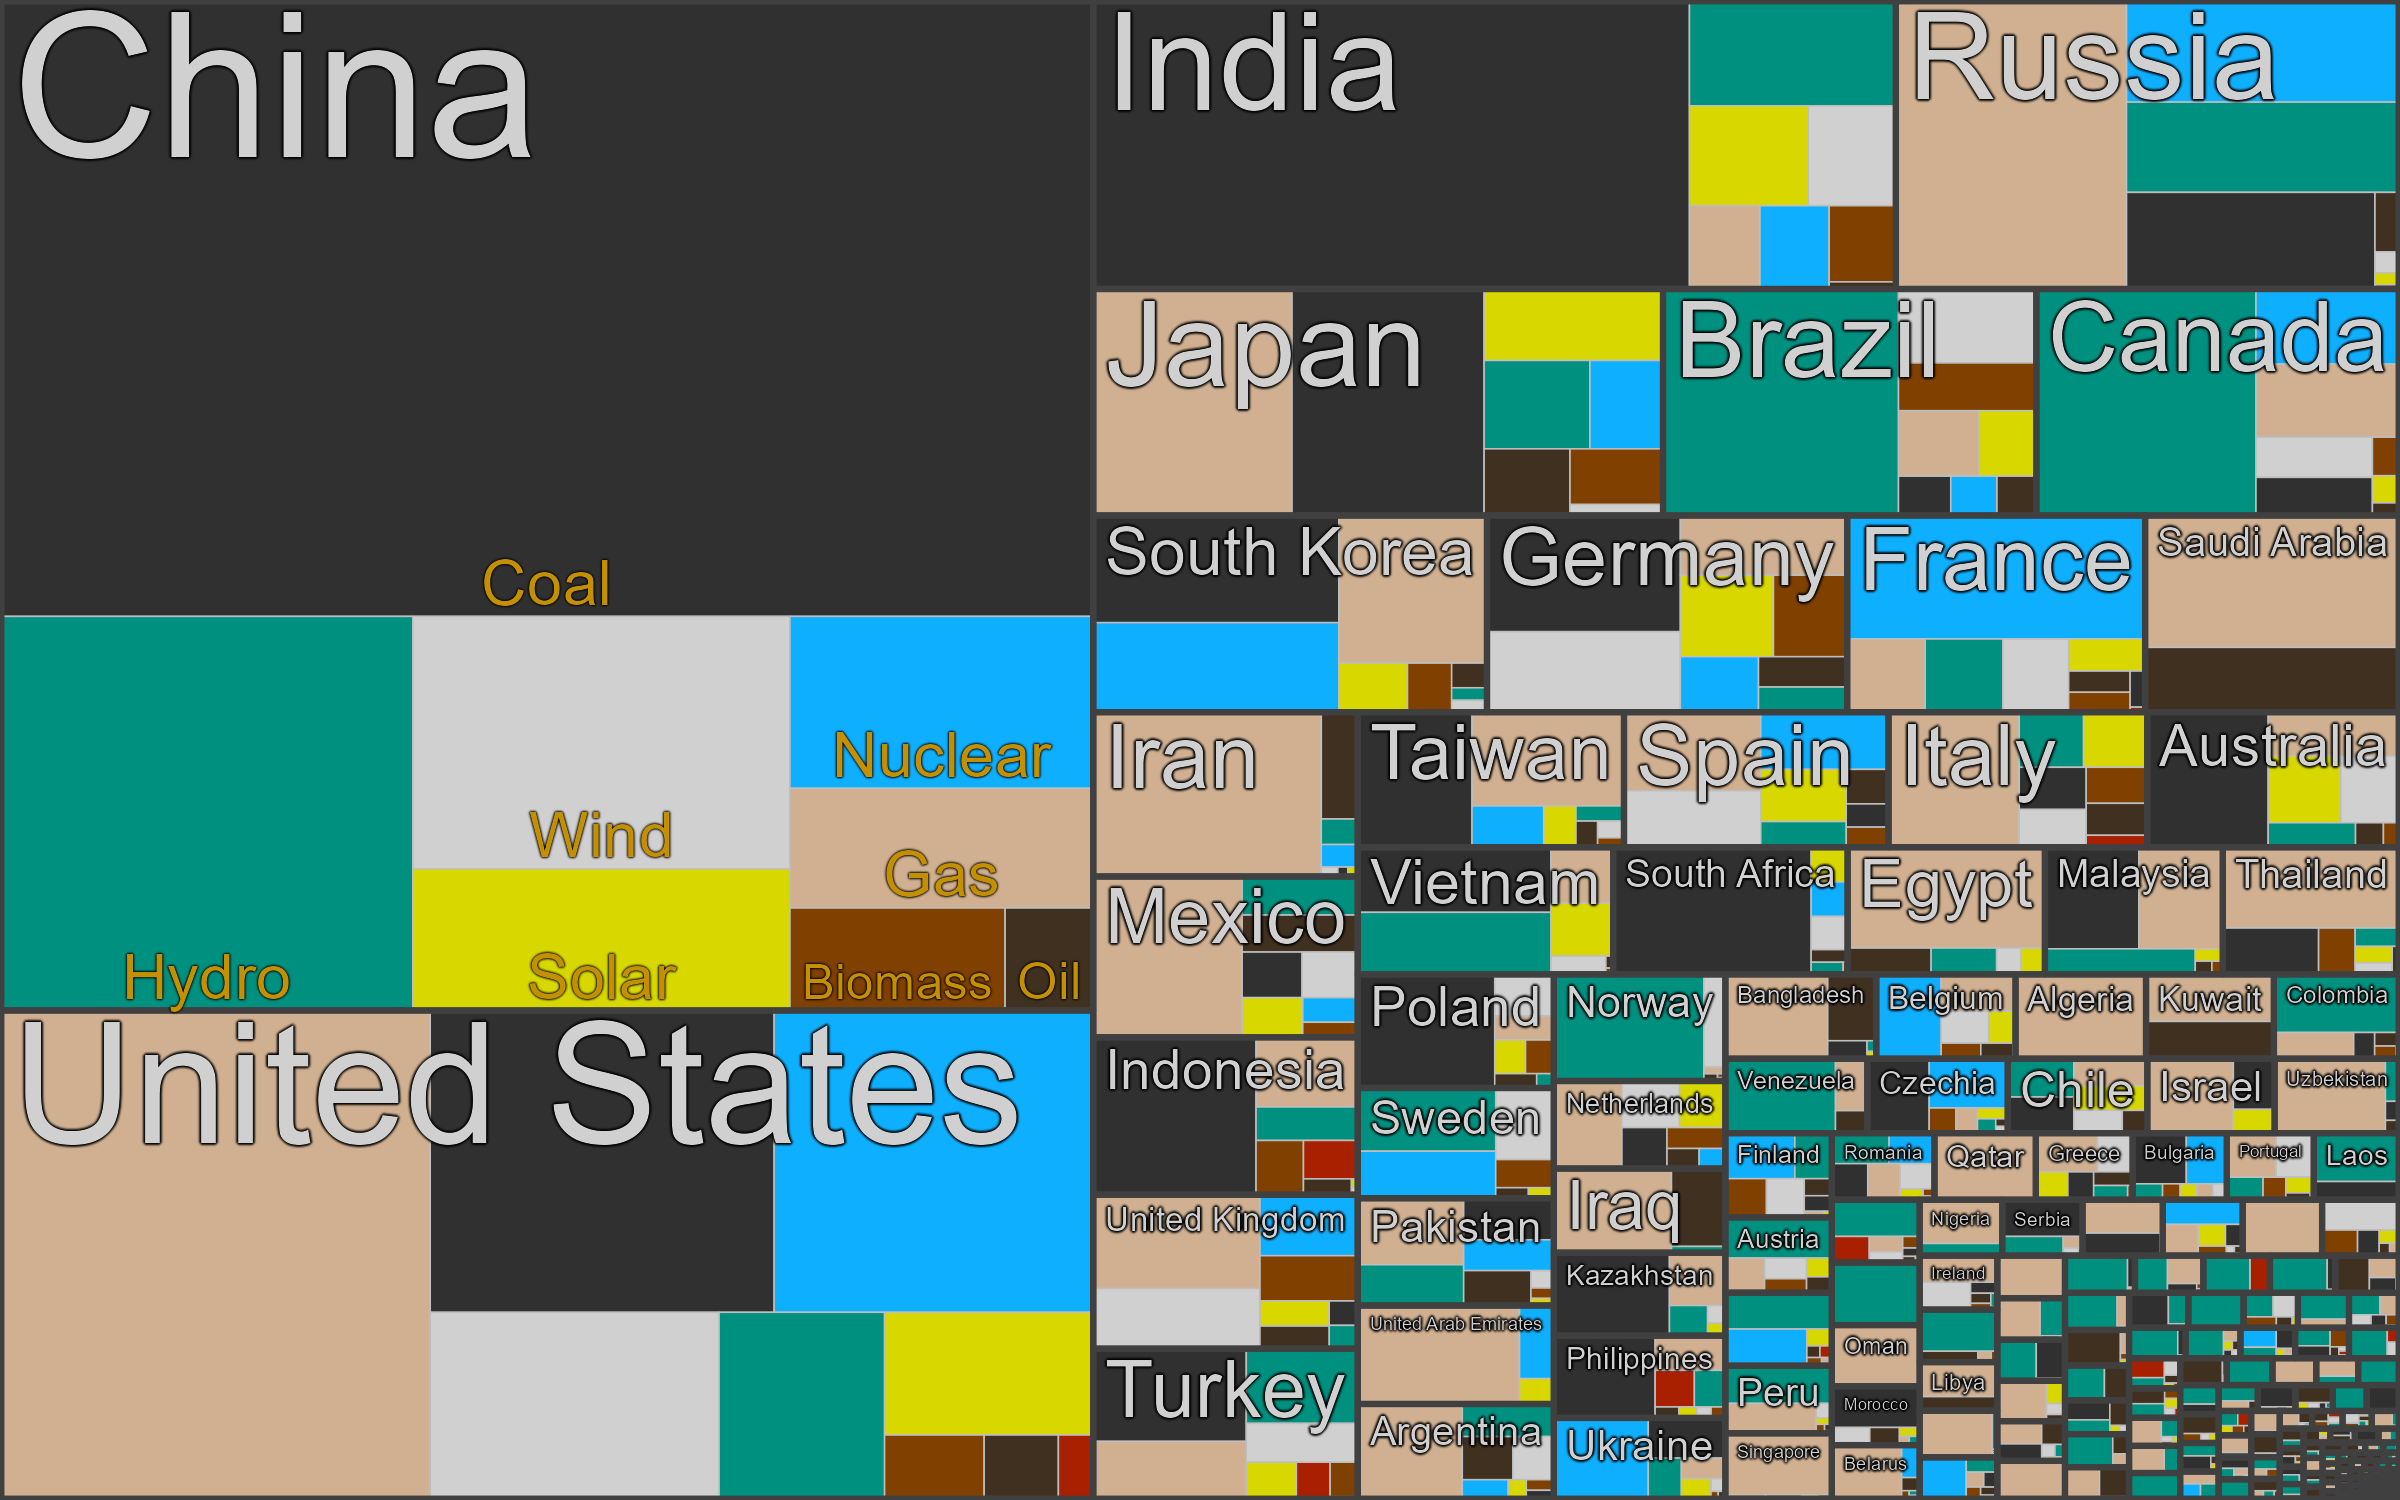 China
Coal
Hydro
Wind
Solar
Nuclear
Gas
Biomass
Oil
United States
India
Russia
Japan
Brazil
Canada
South Korea
Germany
France
Saudi Arabia
Iran
Taiwan
Spain
Italy
Australia
Mexico
Vietnam
South Africa
Egypt
Malaysia
Thailand
Indonesia
Poland
Norway
Bangladesh
Belgium
Algeria
Kuwait
Colombia
United Kingdom
Sweden
Netherlands
Venezuela
Czechia
Chile
Israel
Uzbekistan
Turkey
Pakistan
Iraq
Finland
Romania
Qatar
Greece
Bulgaria
Portugal
Laos
United Arab Emirates
Kazakhstan
Austria
Nigeria
Serbia
Argentina
Philippines
Peru
Oman
Ireland
Ukraine
Singapore
Morocco
Libya
Belarus